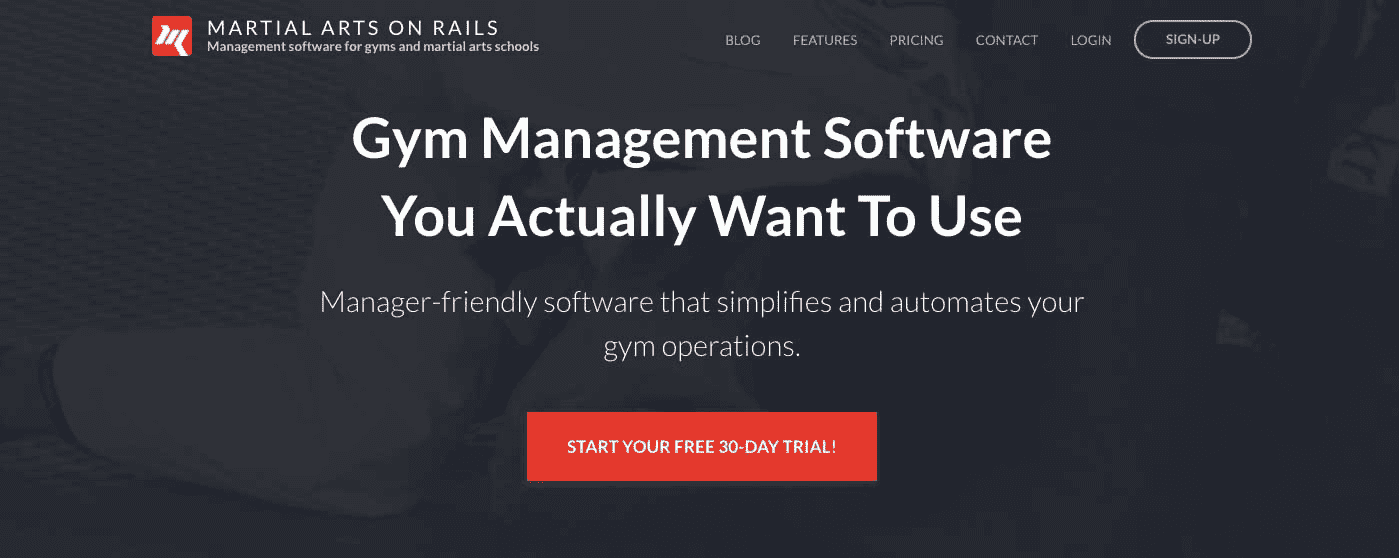 MARTIAL ARTS ON RAILS
Management software for gyms and martial arts schools
BLOG FEATURES PRICING CONTACT LOGIN SIGN-UP
Gym Management Software
You Actually Want To Use
Manager-friendly software that simplifies and automates your
gym operations.
START YOUR FREE 30-DAY TRIAL!